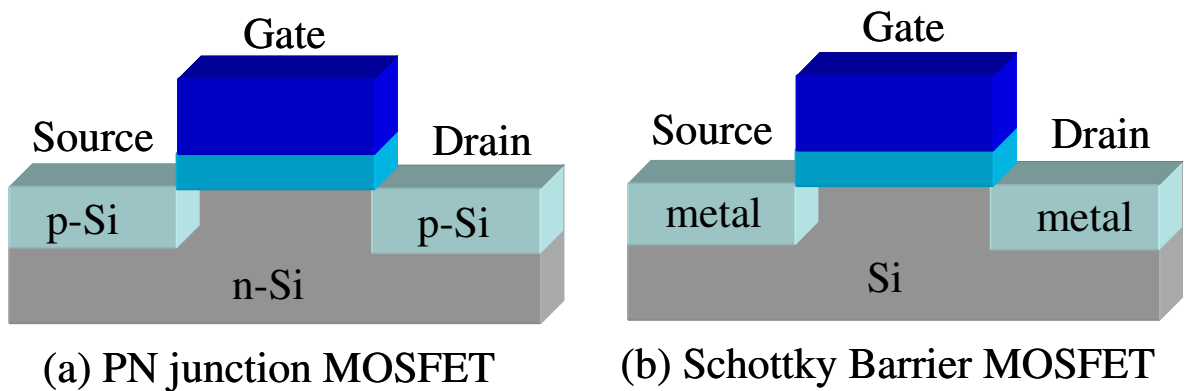 Gate
Source
Drain
p-Si
p-Si
n-Si
(a) PN junction MOSFET
Gate
Source
Drain
metal
metal
Si
(b) Schottky Barrier MOSFET